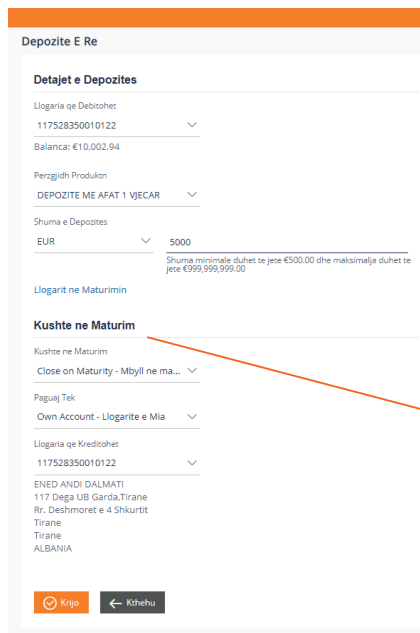 Depozite E Re
Detajet e Depozites
Llogaria qe Debitohet
117528350010122
Balanca: €10,002.94
Perzgjidh Produktn
DEPOZITE ME AFAT 1 VJECAR
Shuma e Depozites
EUR 5000
Shuma minimale duhet te jete €500.00 dhe maksimalja duhet te
jete €999,999,999.00
Llogarit ne Maturimin
Kushte ne Maturim
Kushte ne Maturim
Close on Maturity - Mbyll ne ma...
Paguaj Tek
Own Account - Llogarite e Mia
Llogaria qe Kreditohet
117528350010122
ENED ANDI DALMATI
117 Dega UB Garda,Tirane
Rr. Deshmoret e 4 Shkurtit
Tirane
Tirane
ALBANIA
Krijo Kthehu